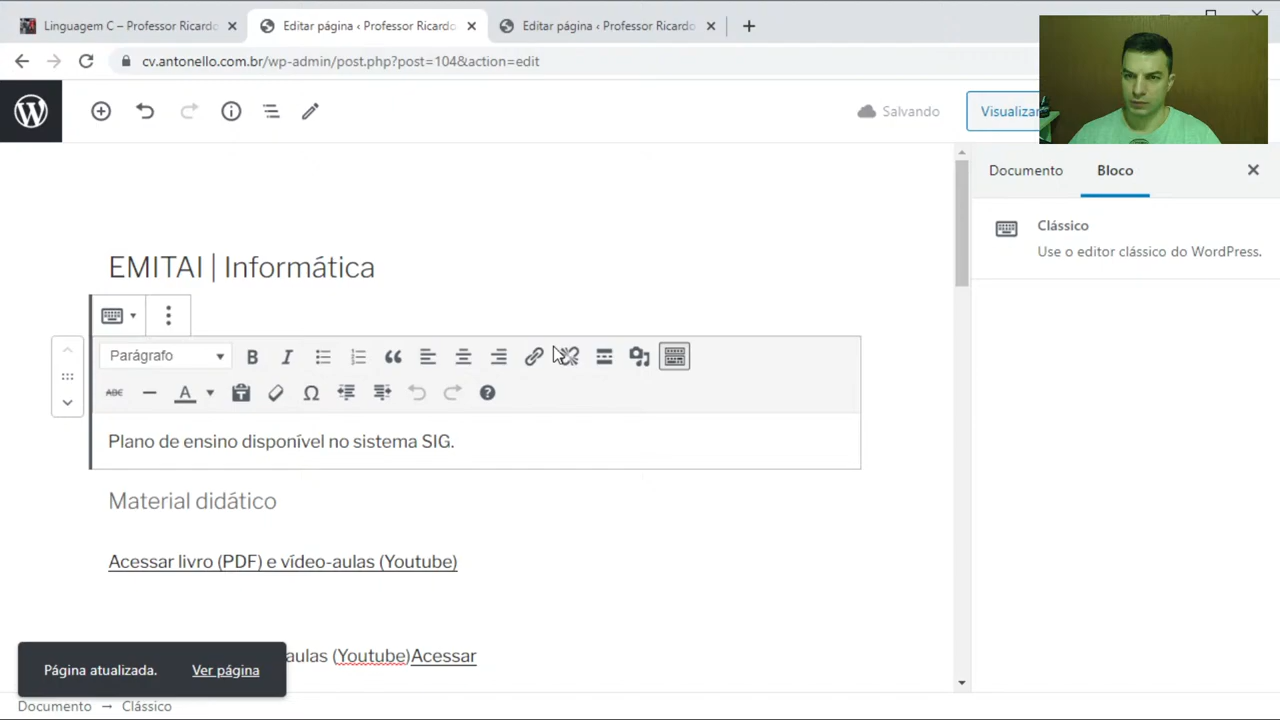 Linguagem C – Professor Ricardo
Editar página ‹ Professor Ricardo
Editar página ‹ Professor Ricardo
cv.antonello.com.br/wp-admin/post.php?post=104&action=edit
Salvando
Visualizar
Documento
Bloco
Clássico
Use o editor clássico do WordPress.
EMITAI | Informática
Parágrafo
B I
ABC A Ω
Plano de ensino disponível no sistema SIG.
Material didático
Acessar livro (PDF) e vídeo-aulas (Youtube)
aulas (Youtube)Acessar
Página atualizada. Ver página
Documento → Clássico